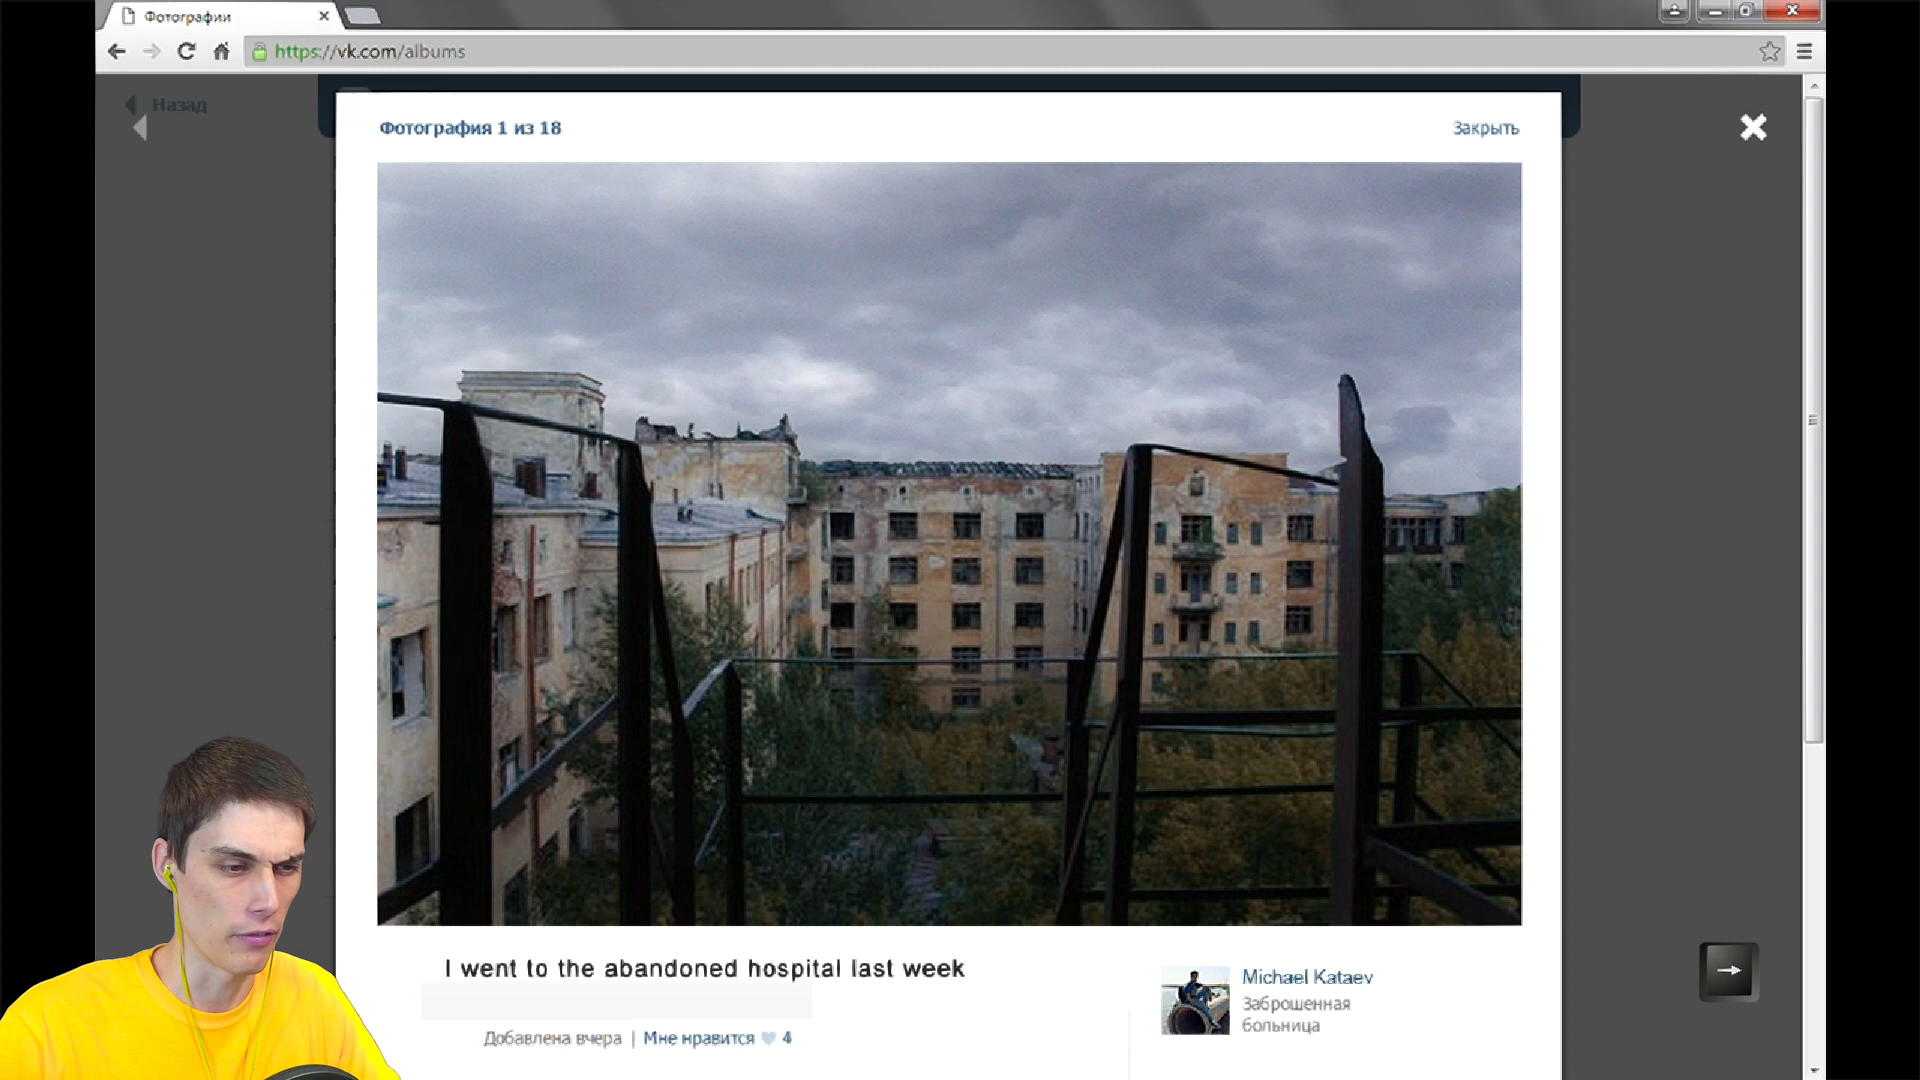 Фотографии
https://vk.com/albums
Назад
Фотография 1 из 18
Закрыть
I went to the abandoned hospital last week
Michael Kataev
Заброшенная
больница
Добавлена вчера | Мне нравится 4